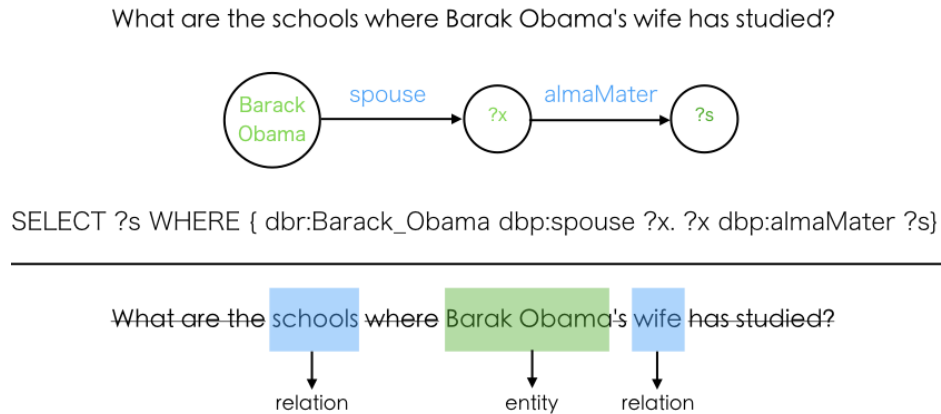 What are the schools where Barak Obama's wife has studied?
Barack
Obama
spouse
?x
almaMater
?s
SELECT ?s WHERE { dbr:Barack_Obama dbp:spouse ?x. ?x dbp:almaMater ?s}
What are the schools where Barak Obama's wife has studied?
relation
entity
relation